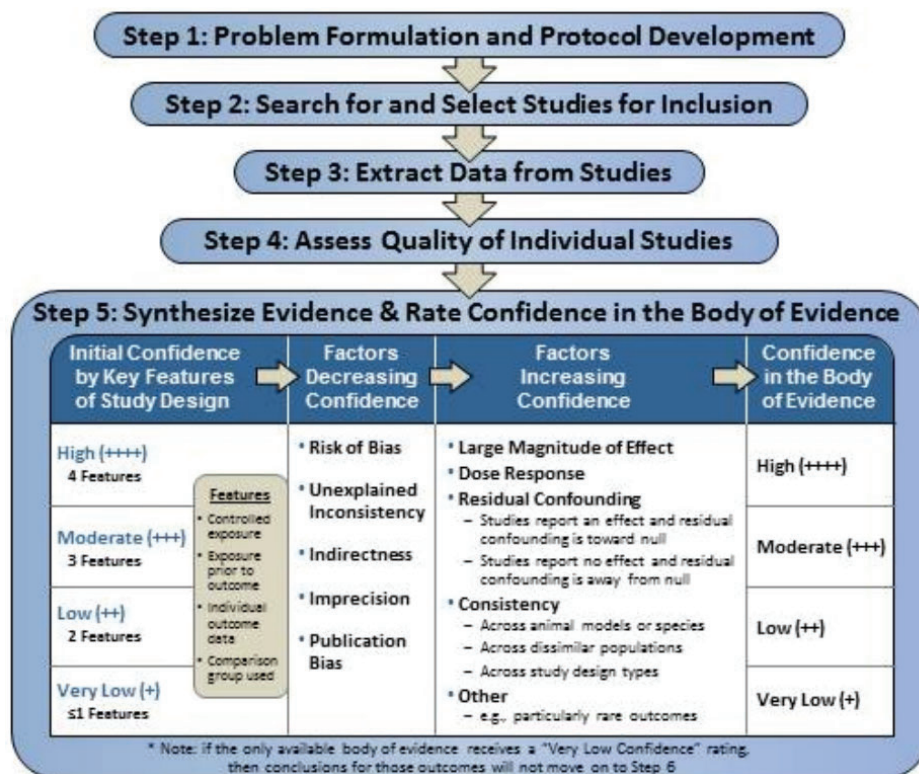 Step 1: Problem Formulation and Protocol Development
Step 2: Search for and Select Studies for Inclusion
Step 3: Extract Data from Studies
Step 4: Assess Quality of Individual Studies
Step 5: Synthesize Evidence & Rate Confidence in the Body of Evidence
Initial Confidence
by Key Features
of Study Design
Factors
Decreasing
Confidence
Factors
Increasing
Confidence
Confidence
in the Body
of Evidence
High (++++)
4 Features
Moderate (+++)
3 Features
Low (++)
2 Features
Very Low (+)
≤1 Features
Features
• Controlled
exposure
• Exposure
prior to
outcome
• Individual
outcome
data
• Comparison
group used
• Risk of Bias
• Unexplained
Inconsistency
• Indirectness
• Imprecision
• Publication
Bias
• Large Magnitude of Effect
• Dose Response
• Residual Confounding
– Studies report an effect and residual
confounding is toward null
– Studies report no effect and residual
confounding is away from null
• Consistency
– Across animal models or species
– Across dissimilar populations
– Across study design types
• Other
– e.g., particularly rare outcomes
High (++++)
Moderate (+++)
Low (++)
Very Low (+)
* Note: if the only available body of evidence receives a "Very Low Confidence" rating,
then conclusions for those outcomes will not move on to Step 6